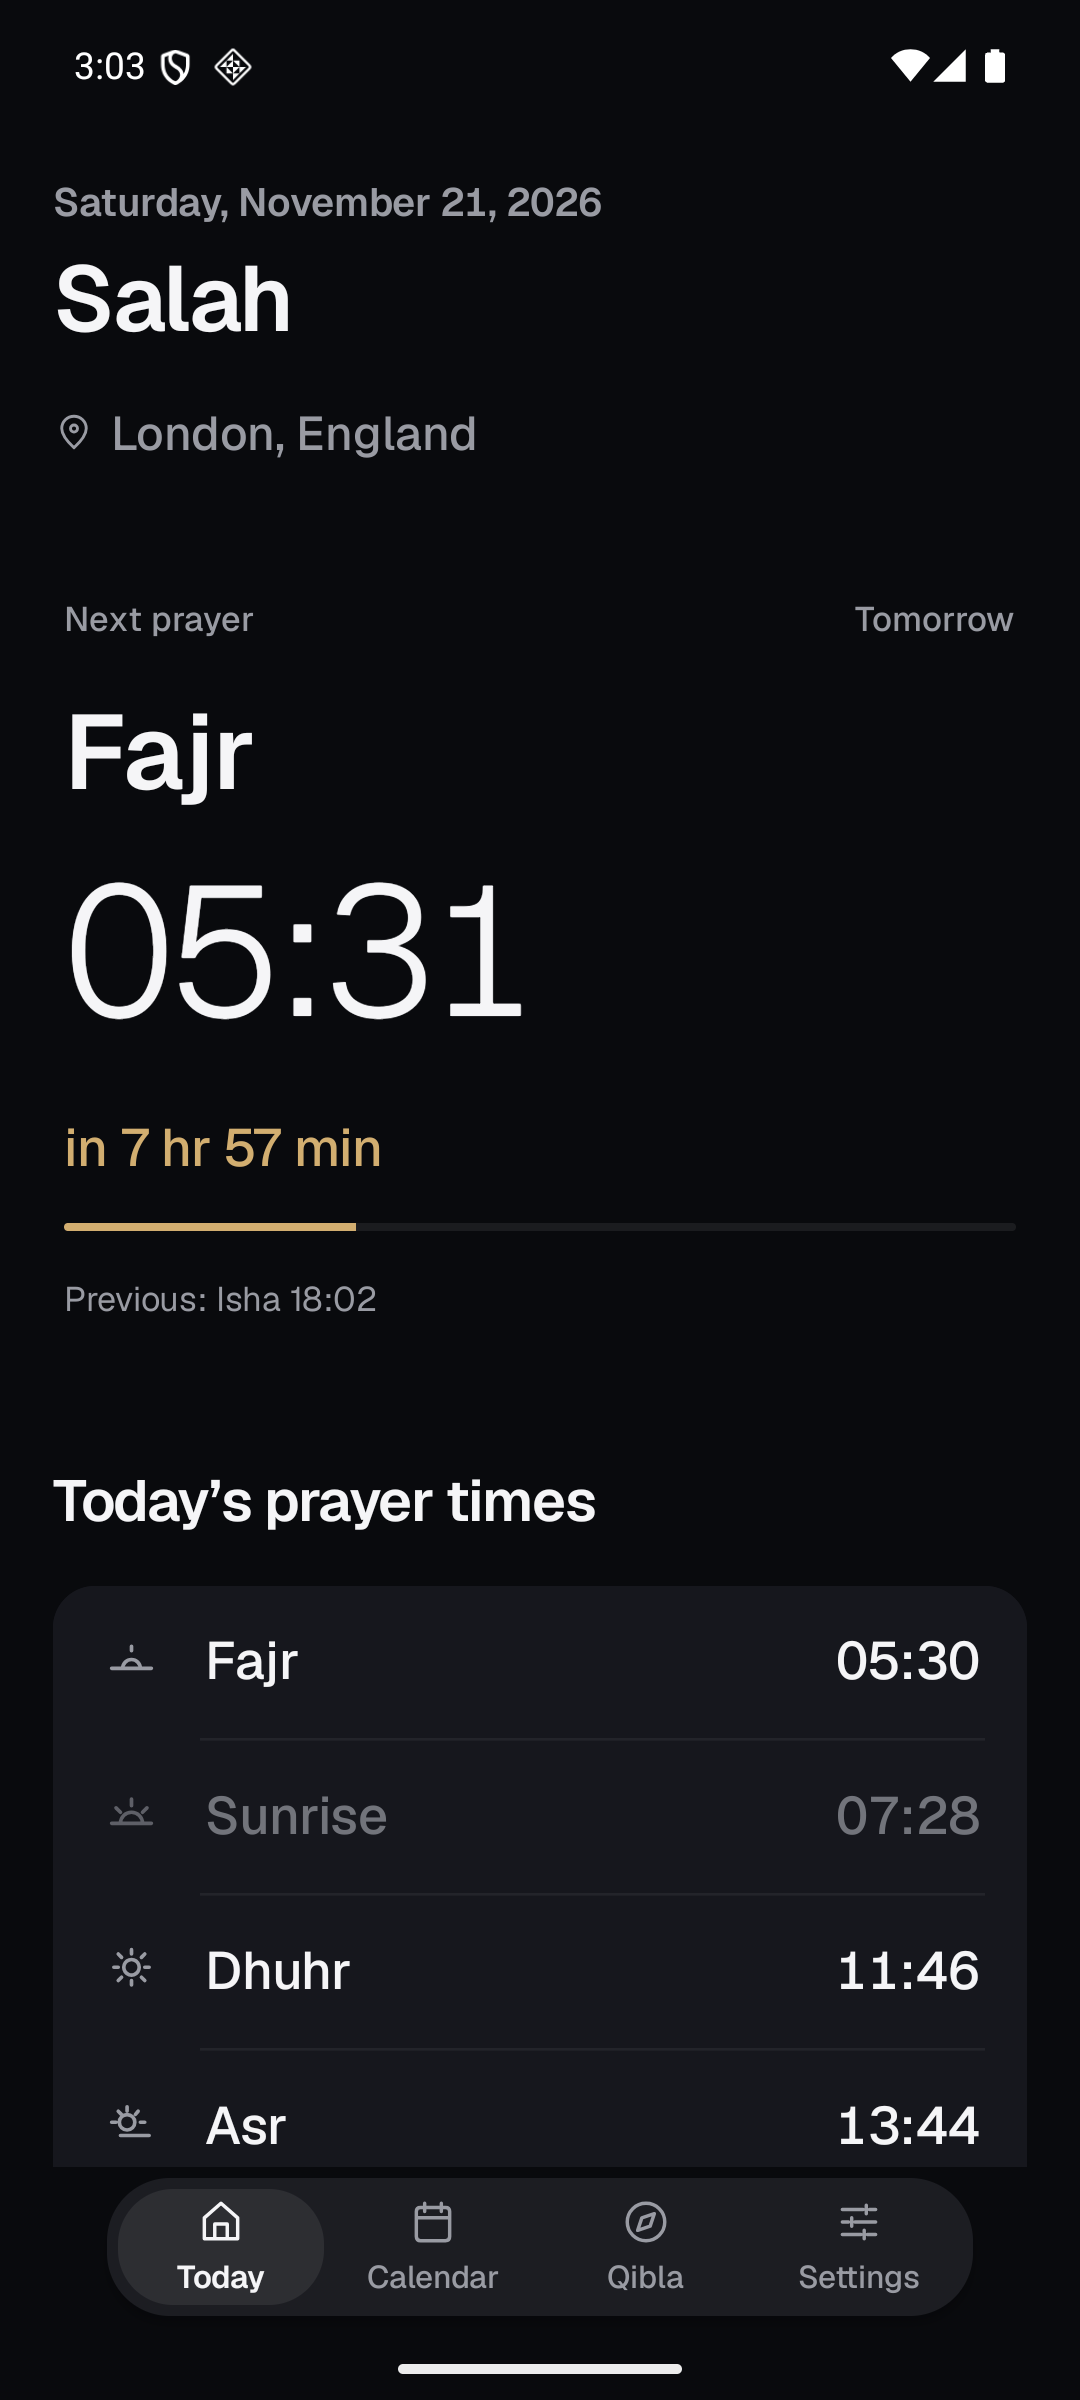 3:03
Saturday, November 21, 2026
Salah
London, England
Next prayer
Tomorrow
Fajr
05:31
in 7 hr 57 min
Previous: Isha 18:02
Today’s prayer times
Fajr 05:30
Sunrise 07:28
Dhuhr 11:46
Asr 13:44
Today Calendar Qibla Settings